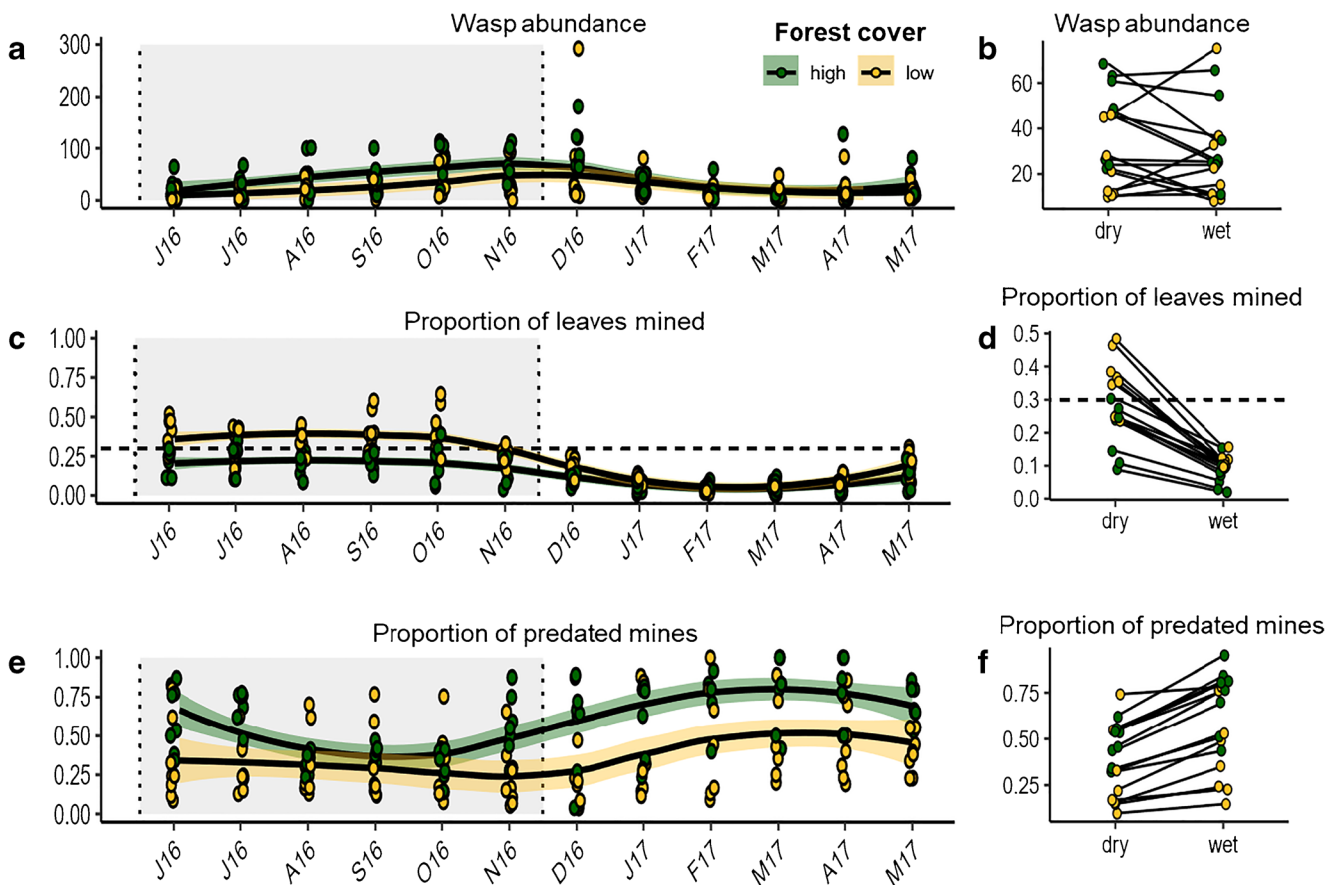 a
Wasp abundance
Forest cover
high
low
300
200
100
0
J16 J16 A16 S16 O16 N16 D16 J17 F17 M17 A17 M17
b
Wasp abundance
60
40
20
dry wet
c
Proportion of leaves mined
1.00
0.75
0.50
0.25
0.00
J16 J16 A16 S16 O16 N16 D16 J17 F17 M17 A17 M17
d
Proportion of leaves mined
0.5
0.4
0.3
0.2
0.1
0.0
dry wet
e
Proportion of predated mines
1.00
0.75
0.50
0.25
0.00
J16 J16 A16 S16 O16 N16 D16 J17 F17 M17 A17 M17
f
Proportion of predated mines
0.75
0.50
0.25
dry wet